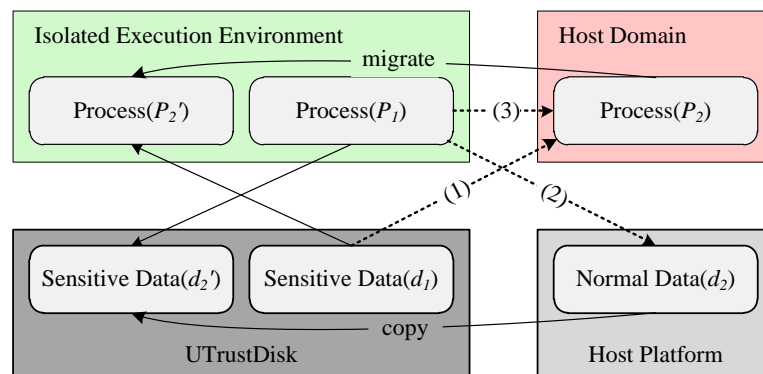 Isolated Execution Environment
Host Domain
migrate
Process(P₂')
Process(P₁)
(3)
Process(P₂)
(1)
(2)
Sensitive Data(d₂')
Sensitive Data(d₁)
Normal Data(d₂)
copy
UTrustDisk
Host Platform